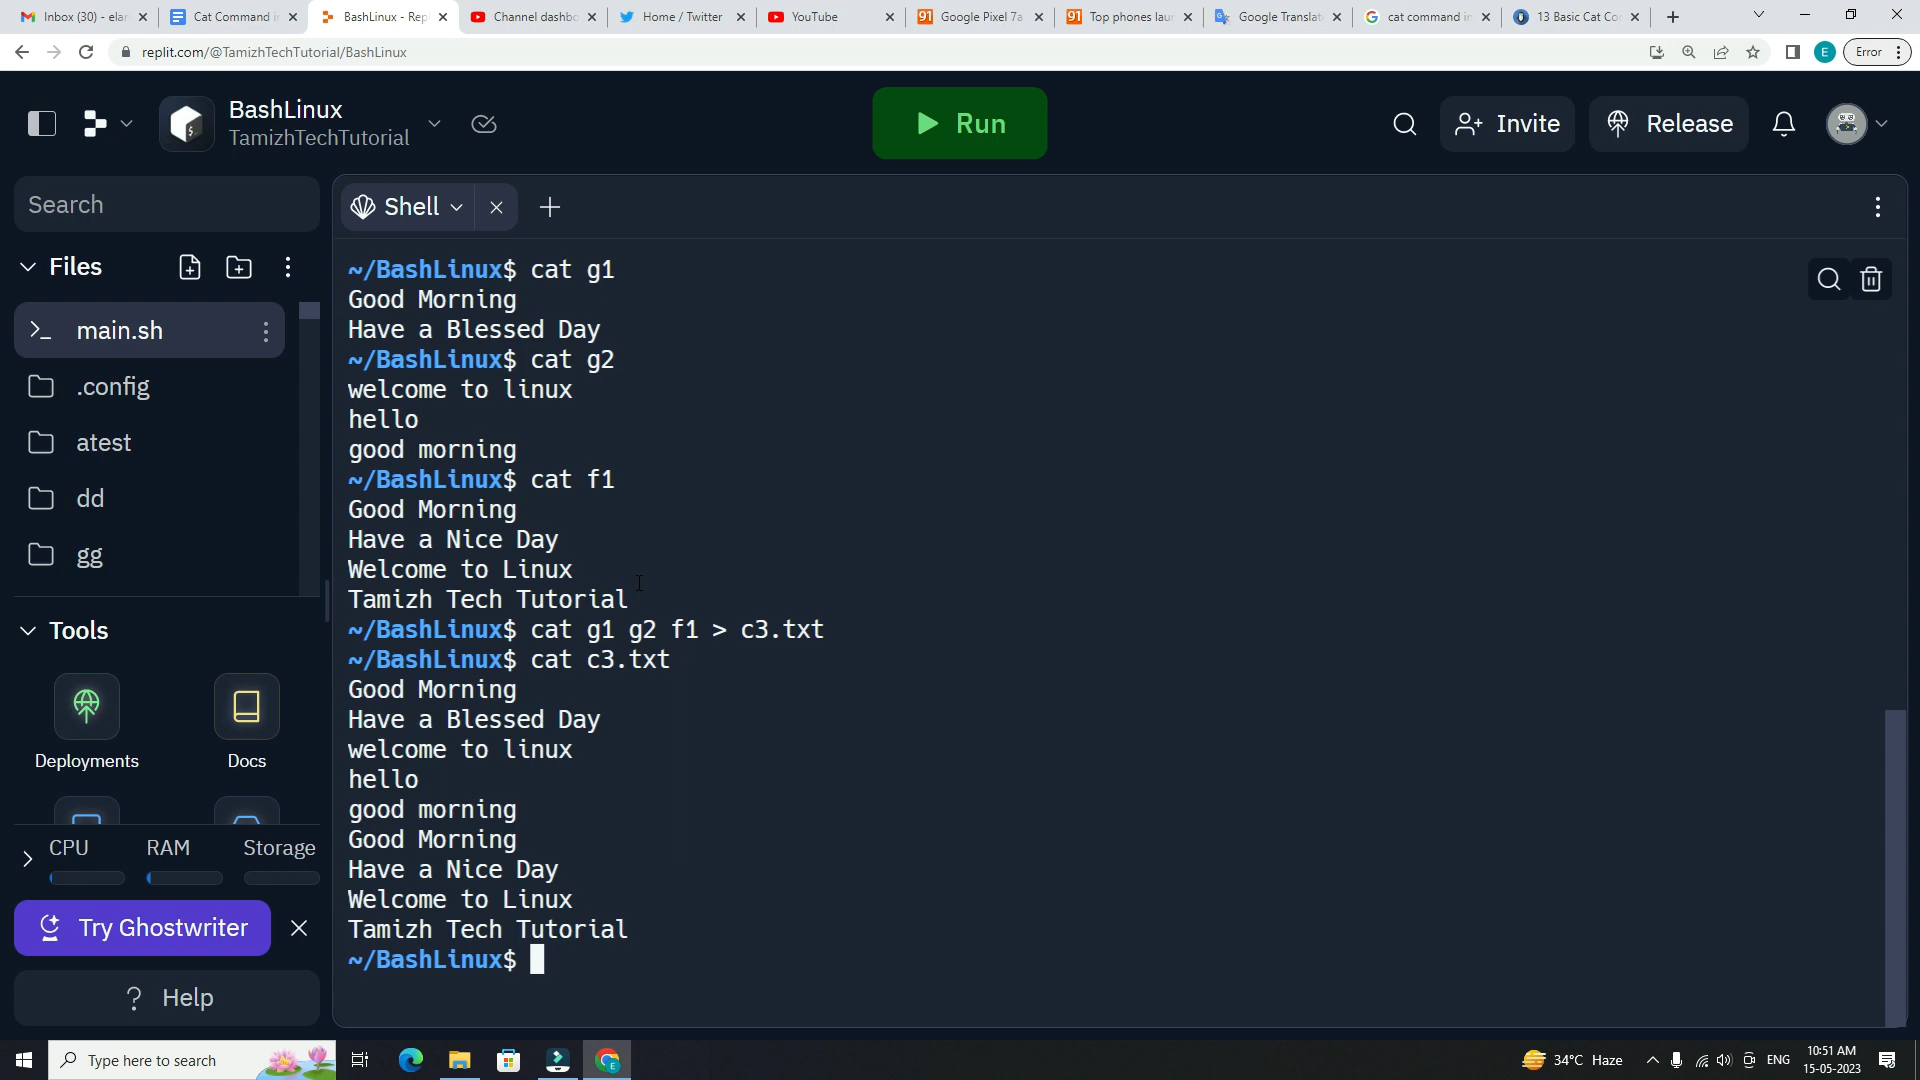 Inbox (30) - elan
Cat Command in
BashLinux - Rep
Channel dashbo
Home / Twitter
YouTube
Google Pixel 7a
Top phones lau
Google Translat
cat command in
13 Basic Cat Co
replit.com/@TamizhTechTutorial/BashLinux
E
Error
BashLinux
TamizhTechTutorial
Run
Invite
Release
Search
Files
main.sh
.config
atest
dd
gg
Tools
Deployments
Docs
CPU RAM Storage
Try Ghostwriter
? Help
Shell
~/BashLinux$ cat g1
Good Morning
Have a Blessed Day
~/BashLinux$ cat g2
welcome to linux
hello
good morning
~/BashLinux$ cat f1
Good Morning
Have a Nice Day
Welcome to Linux
Tamizh Tech Tutorial
~/BashLinux$ cat g1 g2 f1 > c3.txt
~/BashLinux$ cat c3.txt
Good Morning
Have a Blessed Day
welcome to linux
hello
good morning
Good Morning
Have a Nice Day
Welcome to Linux
Tamizh Tech Tutorial
~/BashLinux$
Type here to search
34°C Haze
ENG
10:51 AM
15-05-2023